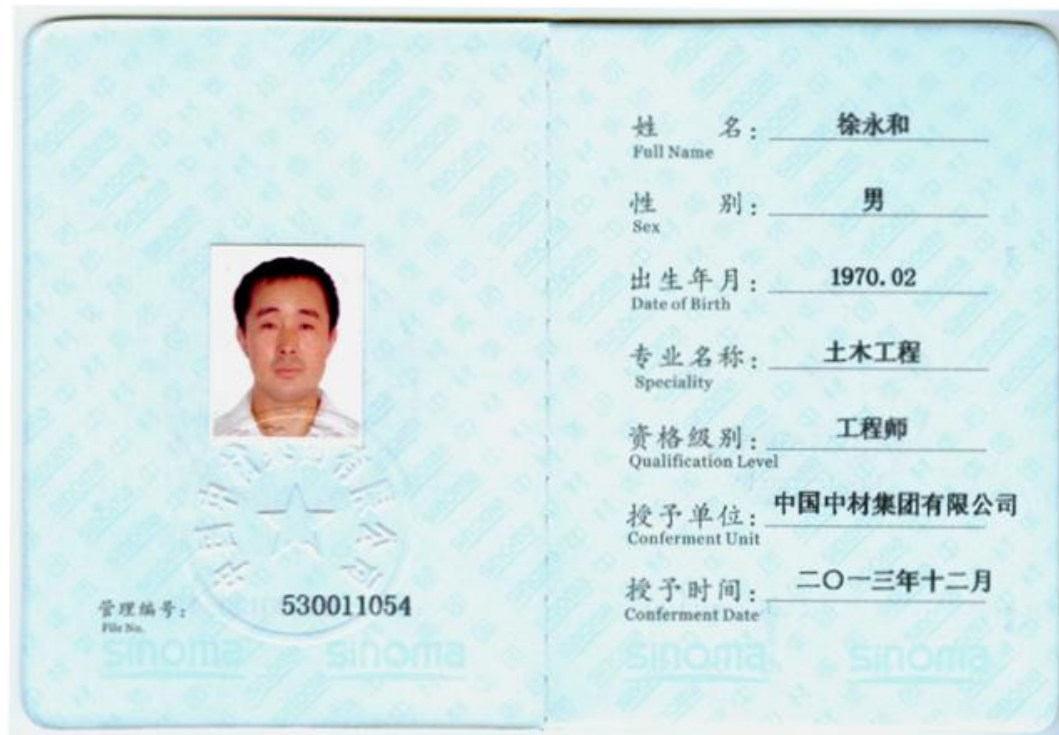 管理编号: 530011054
File No.
sinoma sinoma
姓 名: 徐永和
Full Name
性 别: 男
Sex
出生年月: 1970.02
Date of Birth
专业名称: 土木工程
Speciality
资格级别: 工程师
Qualification Level
授予单位: 中国中材集团有限公司
Conferment Unit
授予时间: 二〇一三年十二月
Conferment Date
sinoma sinoma